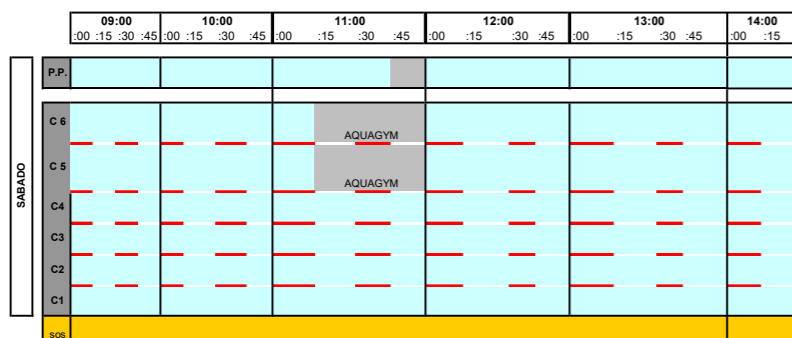 09:00 10:00 11:00 12:00 13:00 14:00
:00 :15 :30 :45 :00 :15 :30 :45 :00 :15 :30 :45 :00 :15 :30 :45 :00 :15 :30 :45 :00 :15
P.P.
SABADO
C 6
AQUAGYM
C 5
AQUAGYM
C4
C3
C2
C1
SOS